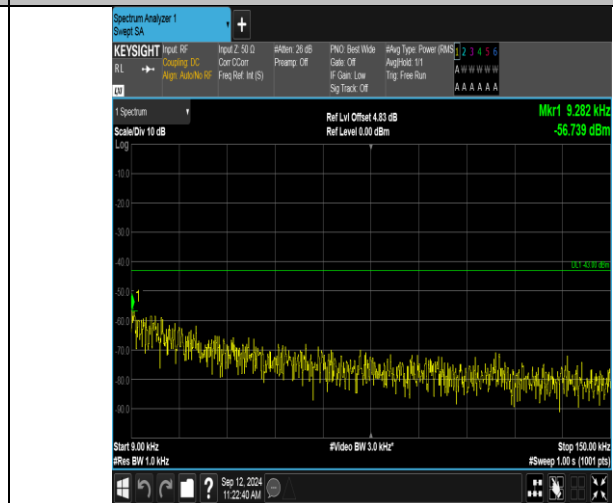 Spectrum Analyzer 1
Swept SA
+
KEYSIGHT Input: RF Input Z: 50 Ω #Atten: 26 dB PNO: Best Wide #Avg Type: Power (RMS 1 2 3 4 5 6
RL Coupling: DC Corr CCorr Preamp: Off Gate: Off Avg|Hold: 1/1 A W W W W W
Align: Auto/No RF Freq Ref: Int (S) IF Gain: Low Trig: Free Run
Sig Track: Off A A A A A A
1 Spectrum
Ref Lvl Offset 4.83 dB
Mkr1 9.282 kHz
Scale/Div 10 dB
Ref Level 0.00 dBm
-56.739 dBm
Log
-10.0
-20.0
-30.0
-40.0
DL1 -43.00 dBm
-50.0
1
-60.0
-70.0
-80.0
-90.0
Start 9.00 kHz
#Video BW 3.0 kHz*
Stop 150.00 kHz
#Res BW 1.0 kHz
#Sweep 1.00 s (1001 pts)
?
Sep 12, 2024
11:22:40 AM